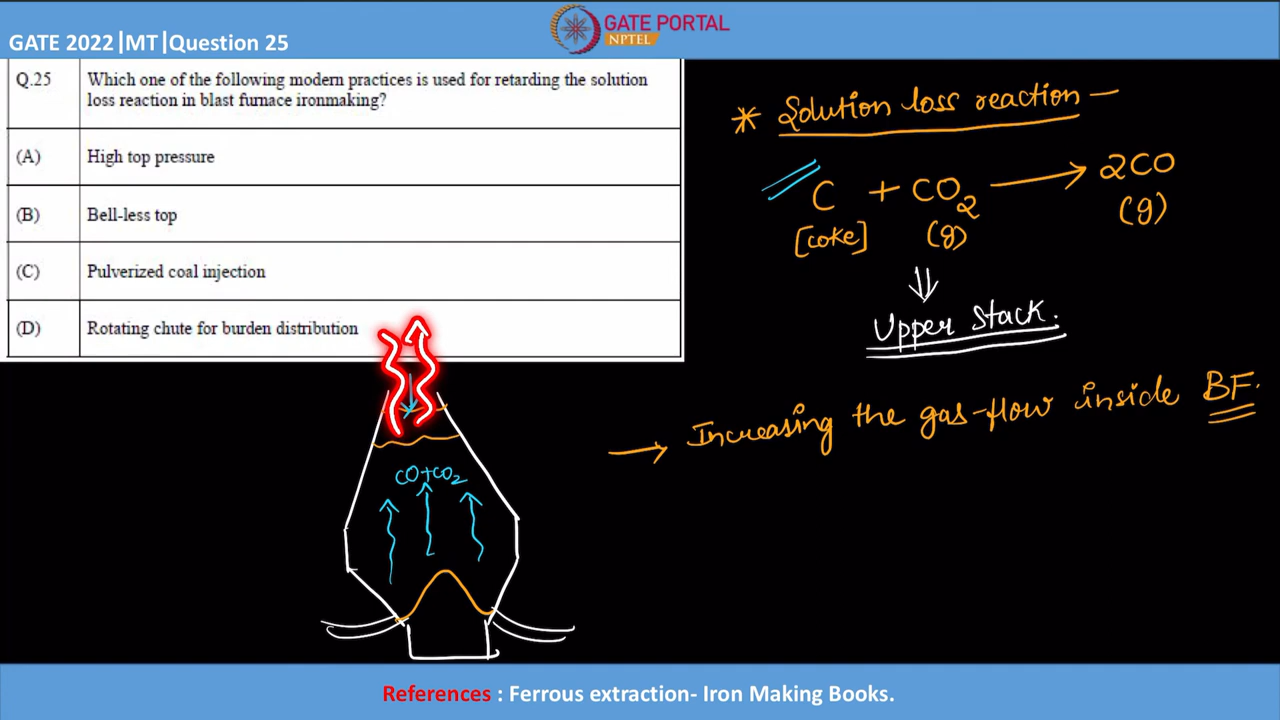 GATE 2022|MT|Question 25
GATE PORTAL
NPTEL
Q.25 Which one of the following modern practices is used for retarding the solution
loss reaction in blast furnace ironmaking?
(A) High top pressure
(B) Bell-less top
(C) Pulverized coal injection
(D) Rotating chute for burden distribution
* Solution loss reaction —
C + CO2 → 2CO
[coke] (g) (g)
⇓
Upper Stack.
→ Increasing the gas-flow inside BF.
CO+CO2
References : Ferrous extraction- Iron Making Books.